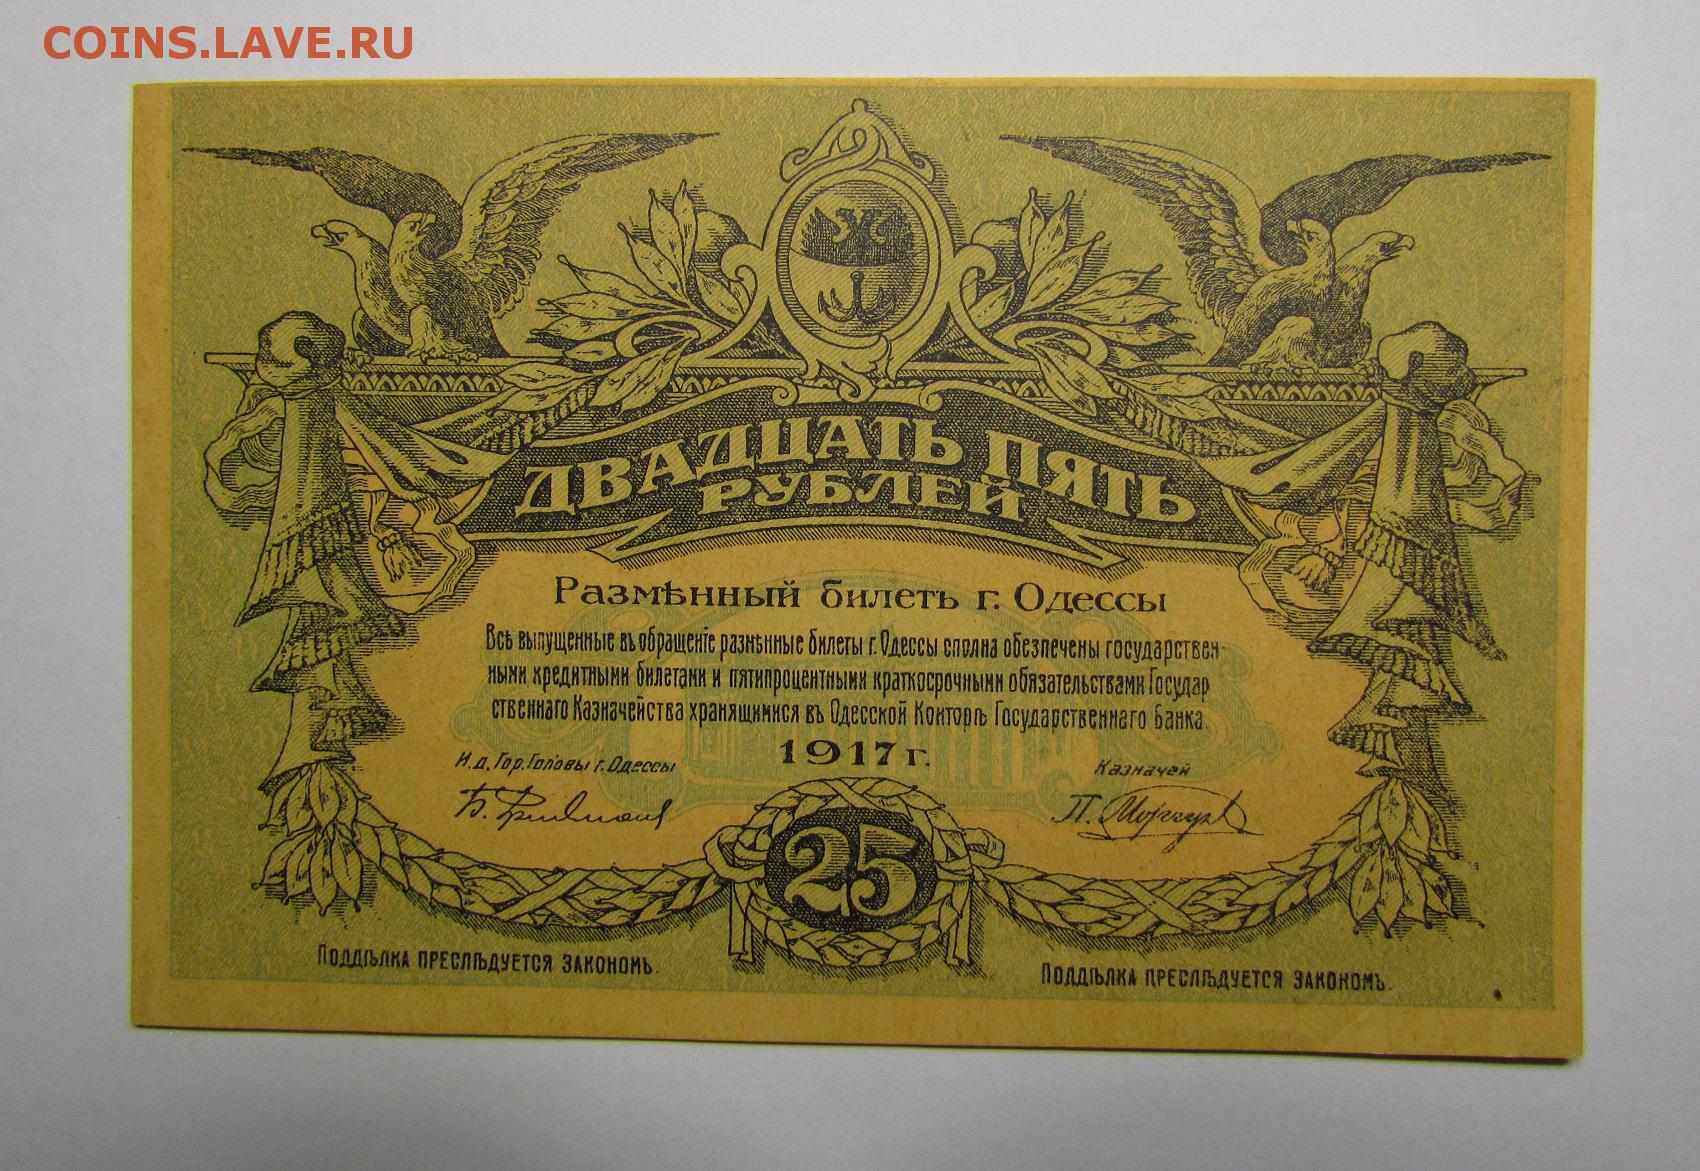 COINS.LAVE.RU
ДВАДЦАТЬ ПЯТЬ
РУБЛЕЙ
Размѣнный билетъ г. Одессы
Всѣ выпущенные въ обращеніе размѣнные билеты г. Одессы сполна обезпечены государствен-
ными кредитными билетами и пятипроцентными краткосрочными обязательствами Государ
ственнаго Казначейства хранящимися въ Одесской Конторѣ Государственнаго Банка.
1917 г.
И.д. Гор. Головы г. Одессы
Казначей
25
Поддѣлка преслѣдуется закономъ.
Поддѣлка преслѣдуется закономъ.